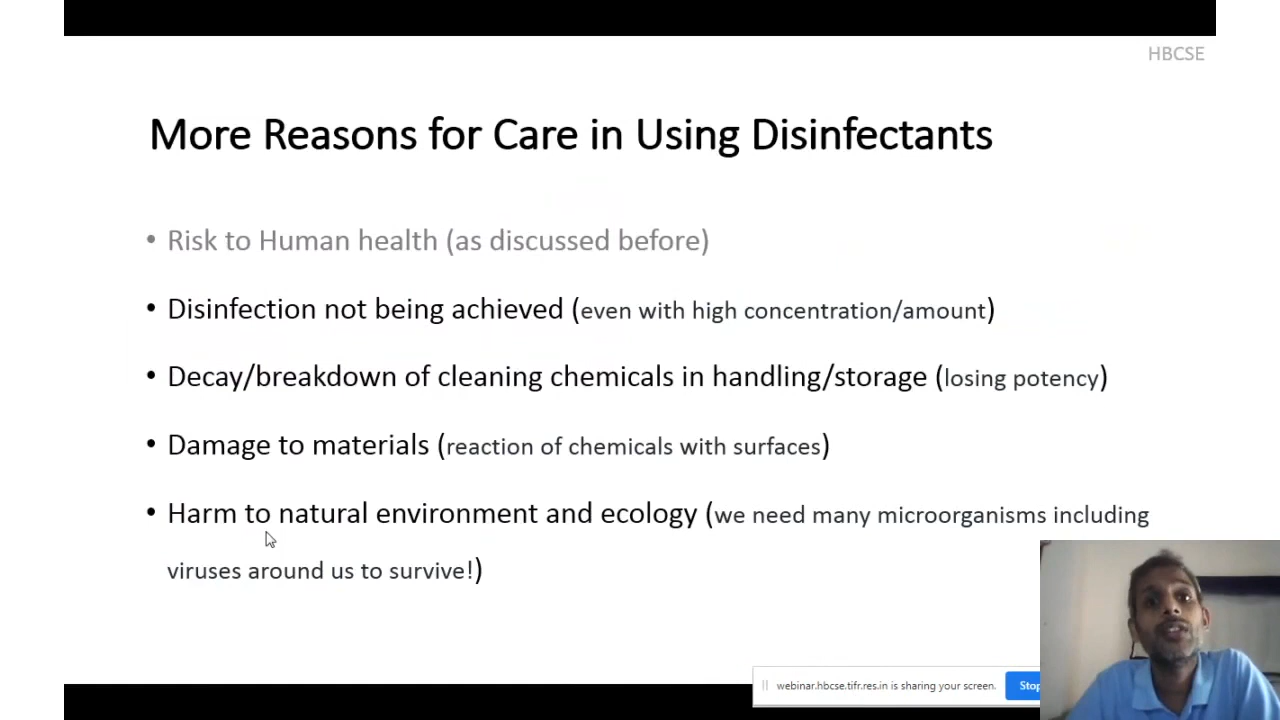 HBCSE
More Reasons for Care in Using Disinfectants
• Risk to Human health (as discussed before)
• Disinfection not being achieved (even with high concentration/amount)
• Decay/breakdown of cleaning chemicals in handling/storage (losing potency)
• Damage to materials (reaction of chemicals with surfaces)
• Harm to natural environment and ecology (we need many microorganisms including
viruses around us to survive!)
webinar.hbcse.tifr.res.in is sharing your screen.
Stop